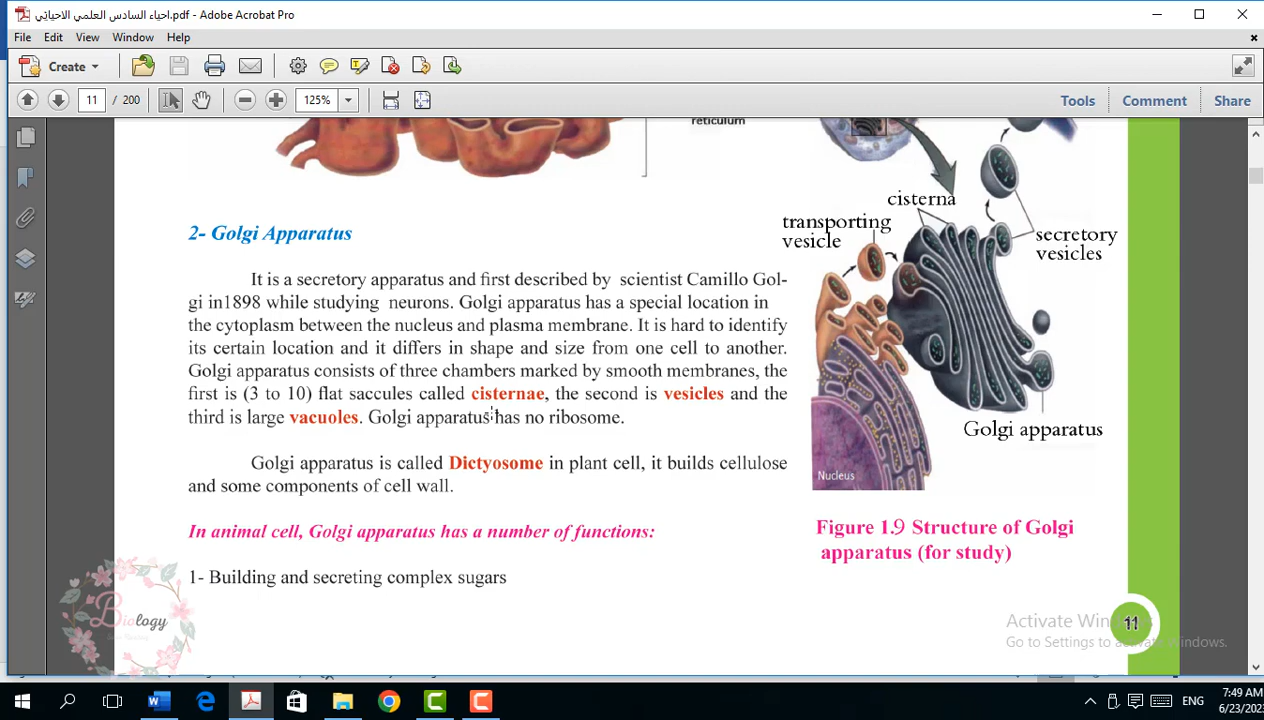 احياء السادس العلمي الاحيائي.pdf - Adobe Acrobat Pro
File Edit View Window Help
Create
11 / 200 125% Tools Comment Share
reticulum
cisterna
transporting
vesicle
secretory
vesicles
2- Golgi Apparatus
It is a secretory apparatus and first described by scientist Camillo Gol-
gi in1898 while studying neurons. Golgi apparatus has a special location in
the cytoplasm between the nucleus and plasma membrane. It is hard to identify
its certain location and it differs in shape and size from one cell to another.
Golgi apparatus consists of three chambers marked by smooth membranes, the
first is (3 to 10) flat saccules called cisternae, the second is vesicles and the
third is large vacuoles. Golgi apparatus has no ribosome.
Golgi apparatus
Golgi apparatus is called Dictyosome in plant cell, it builds cellulose
and some components of cell wall.
Nucleus
In animal cell, Golgi apparatus has a number of functions:
Figure 1.9 Structure of Golgi
apparatus (for study)
1- Building and secreting complex sugars
Biology
11
Activate Windows
Go to Settings to activate Windows.
ENG
7:49 AM